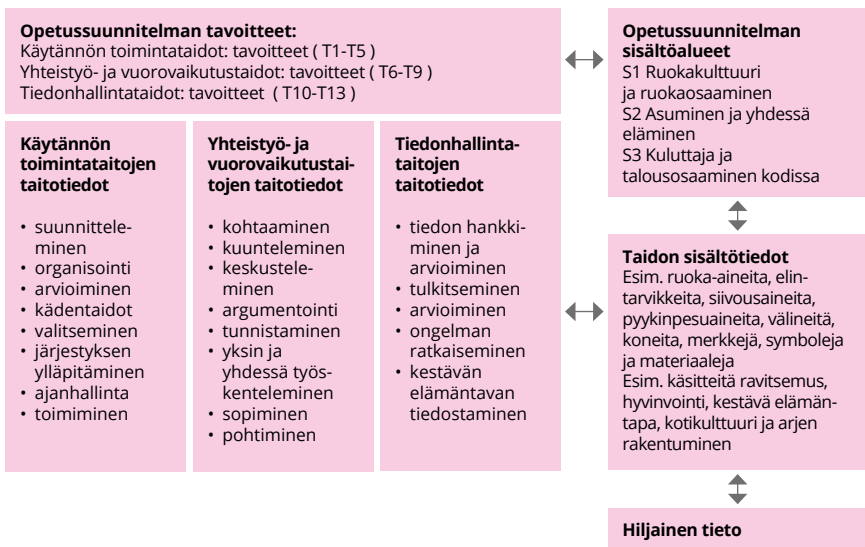 Opetussuunnitelman tavoitteet:
Käytännön toimintataidot: tavoitteet ( T1-T5 )
Yhteistyö- ja vuorovaikutustaidot: tavoitteet ( T6-T9 )
Tiedonhallintataidot: tavoitteet  ( T10-T13 )
Opetussuunnitelman
sisältöalueet
S1 Ruokakulttuuri
ja ruokaosaaminen
S2 Asuminen ja yhdessä
eläminen
S3 Kuluttaja ja
talousosaaminen kodissa
Käytännön
toimintataitojen
taitotiedot
• suunnittele-
minen
• organisointi
• arvioiminen
• kädentaidot
• valitseminen
• järjestyksen
ylläpitäminen
• ajanhallinta
• toimiminen
Yhteistyö- ja
vuorovaikutustai-
tojen taitotiedot
• kohtaaminen
• kuunteleminen
• keskustele-
minen
• argumentointi
• tunnistaminen
• yksin ja
yhdessä työs-
kenteleminen
• sopiminen
• pohtiminen
Tiedonhallinta-
taitojen
taitotiedot
• tiedon hankki-
minen ja
arvioiminen
• tulkitseminen
• arvioiminen
• ongelman
ratkaiseminen
• kestävän
elämäntavan
tiedostaminen
Taidon sisältötiedot
Esim. ruoka-aineita, elin-
tarvikkeita, siivousaineita,
pyykinpesuaineita, välineitä,
koneita, merkkejä, symboleja
ja materiaaleja
Esim. käsitteitä ravitsemus,
hyvinvointi, kestävä elämän-
tapa, kotikulttuuri ja arjen
rakentuminen
Hiljainen tieto